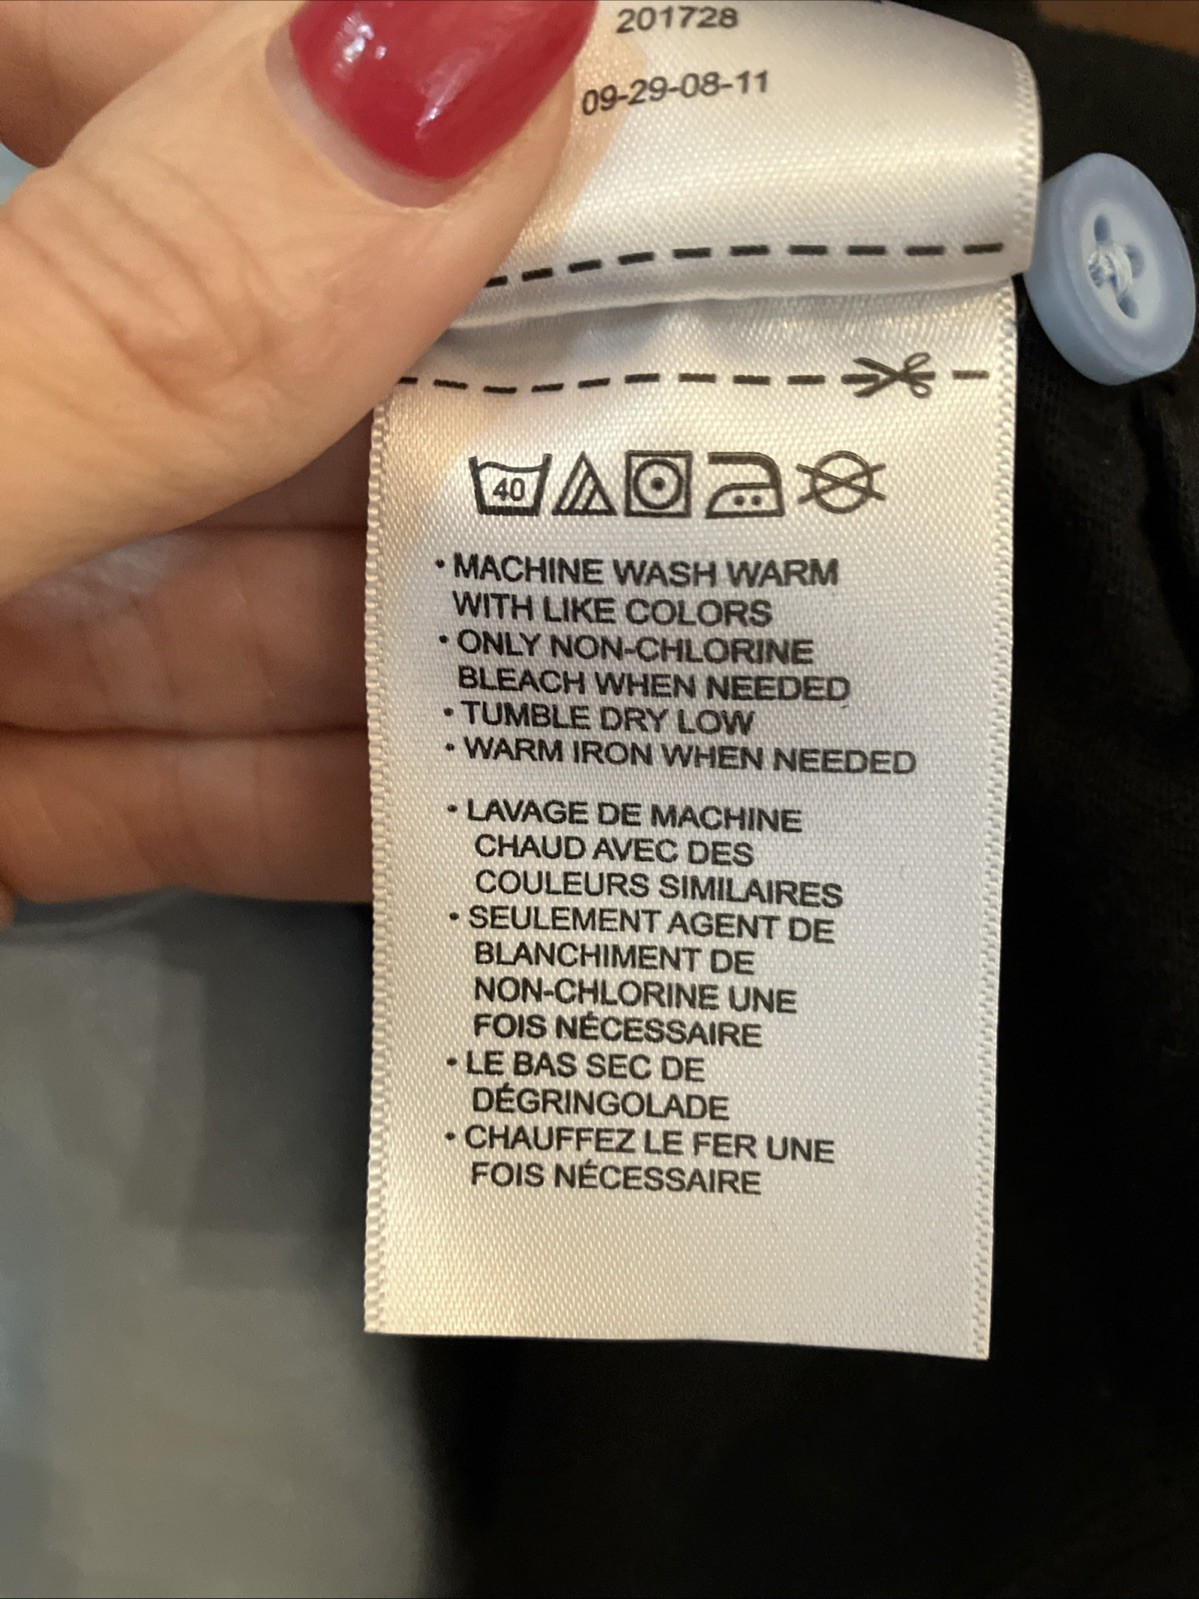 201728
09-29-08-11
40
• MACHINE WASH WARM
WITH LIKE COLORS
• ONLY NON-CHLORINE
BLEACH WHEN NEEDED
• TUMBLE DRY LOW
• WARM IRON WHEN NEEDED
• LAVAGE DE MACHINE
CHAUD AVEC DES
COULEURS SIMILAIRES
• SEULEMENT AGENT DE
BLANCHIMENT DE
NON-CHLORINE UNE
FOIS NÉCESSAIRE
• LE BAS SEC DE
DÉGRINGOLADE
• CHAUFFEZ LE FER UNE
FOIS NÉCESSAIRE